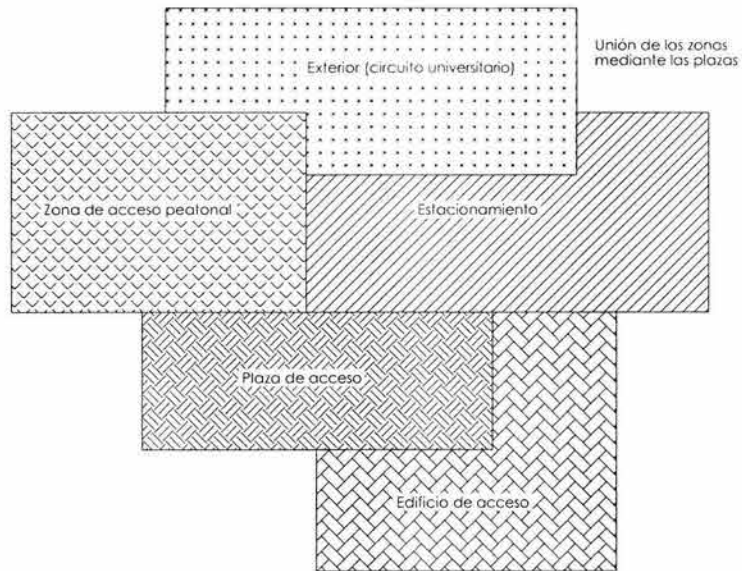 Exterior (circuito universitario)
Unión de los zonas
mediante las plazas
Zona de acceso peatonal
Estacionamiento
Plaza de acceso
Edificio de acceso